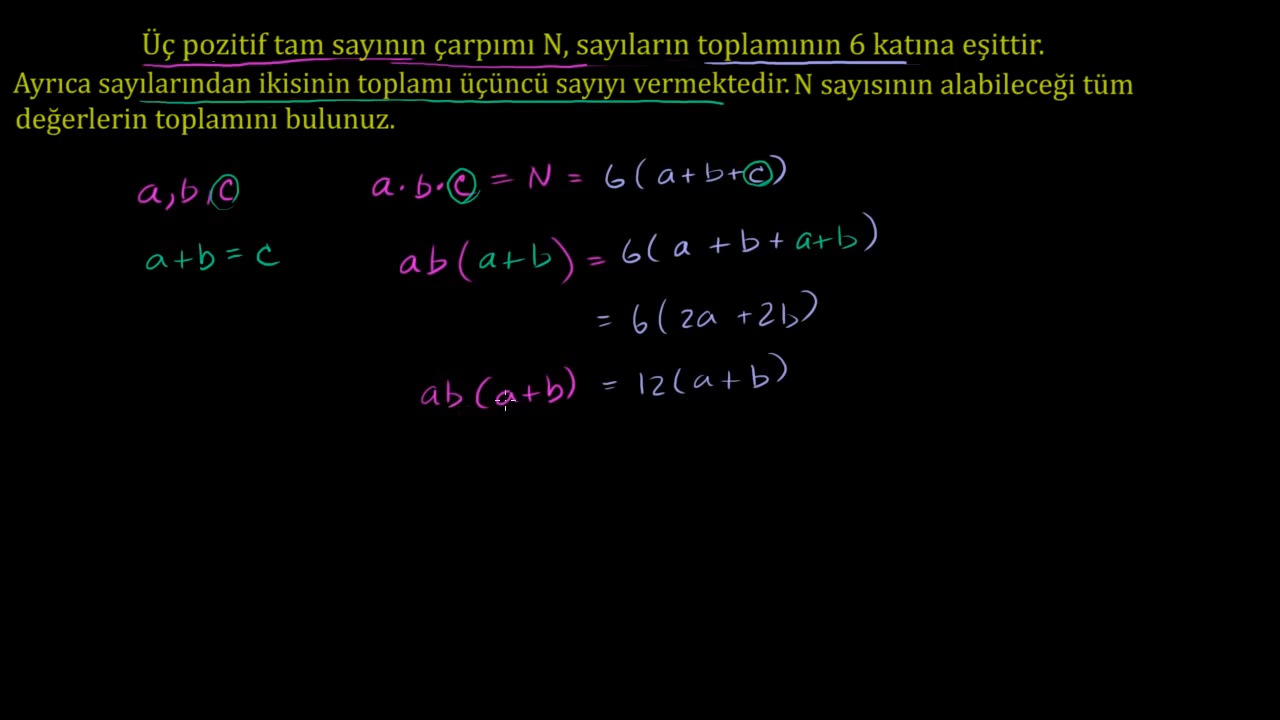 Üç pozitif tam sayının çarpımı N, sayıların toplamının 6 katına eşittir.
Ayrıca sayılarından ikisinin toplamı üçüncü sayıyı vermektedir. N sayısının alabileceği tüm
değerlerin toplamını bulunuz.
a, b, c a · b · c = N = 6(a+b+c)
a+b = c ab(a+b) = 6(a + b + a+b)
= 6(2a + 2b)
ab(a+b) = 12(a+b)